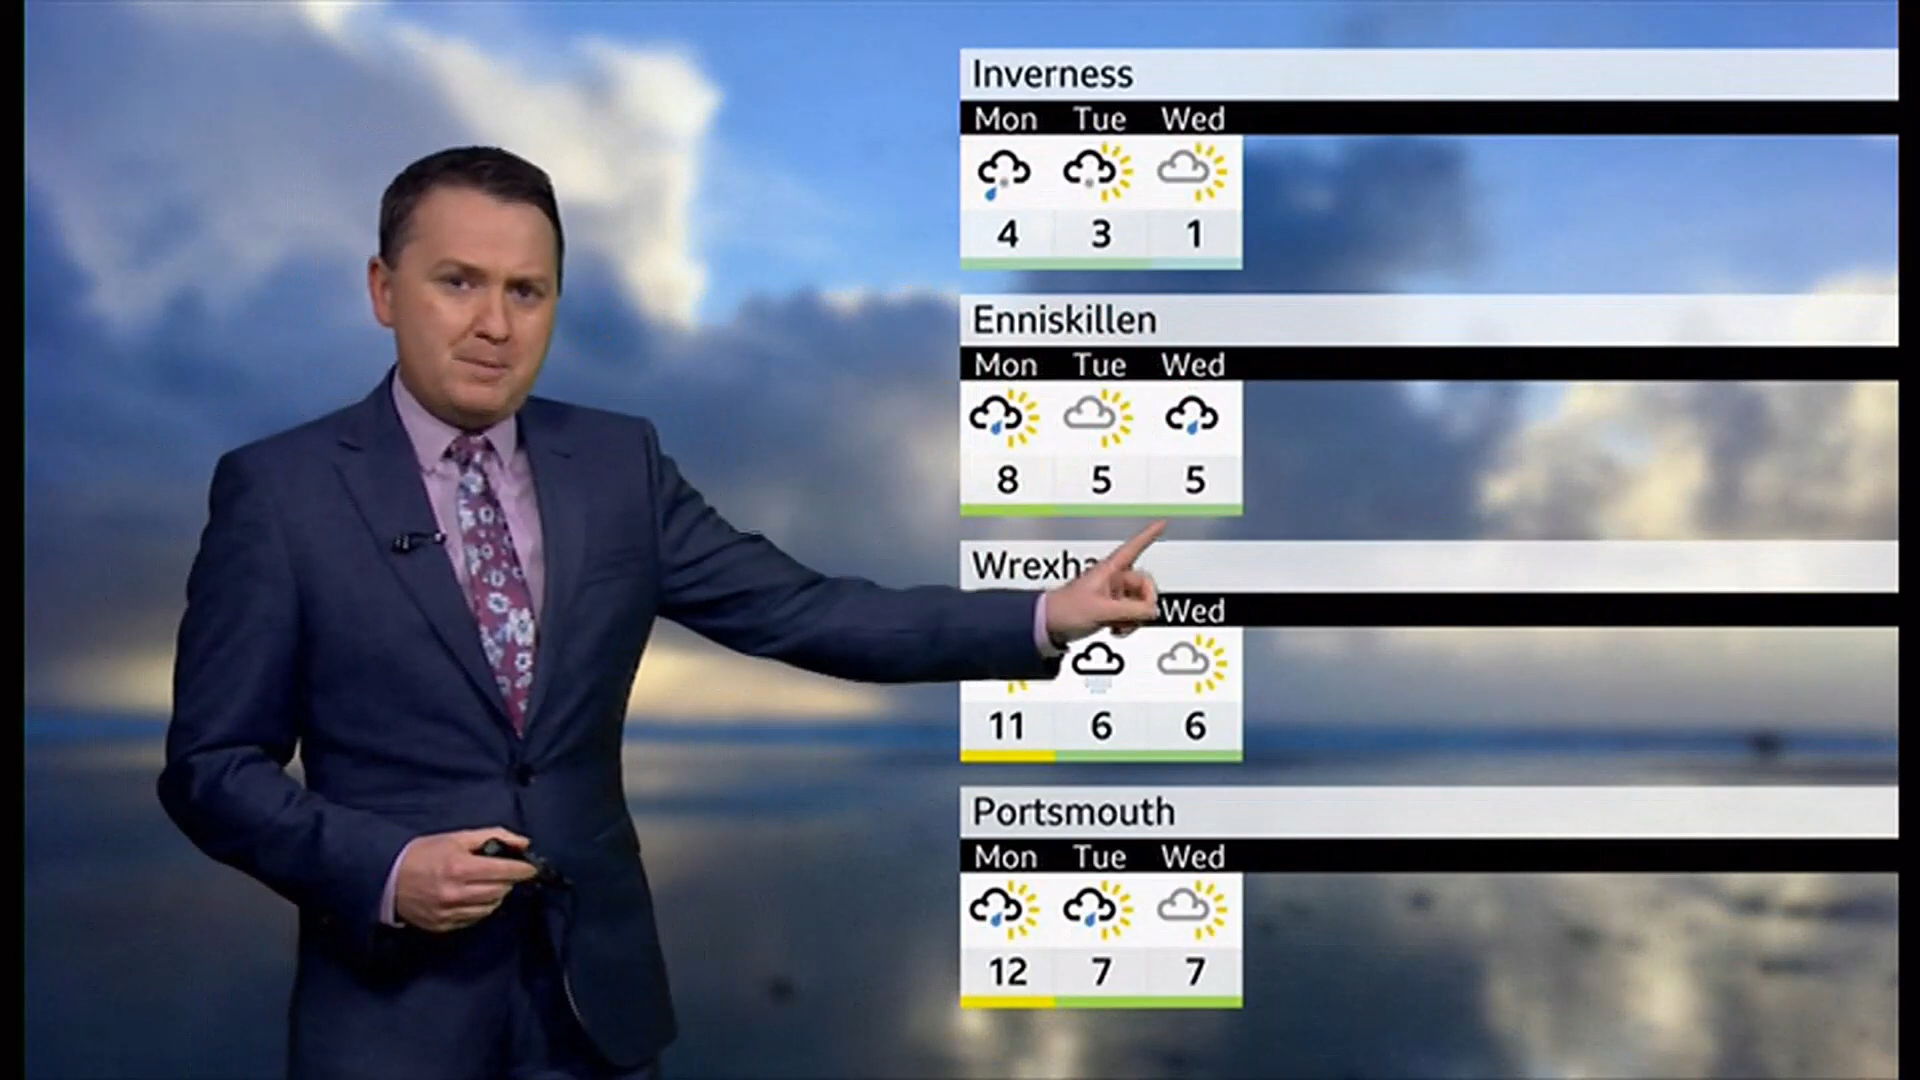 Inverness
Mon Tue Wed
4 3 1
Enniskillen
Mon Tue Wed
8 5 5
Wrexha
Wed
11 6 6
Portsmouth
Mon Tue Wed
12 7 7